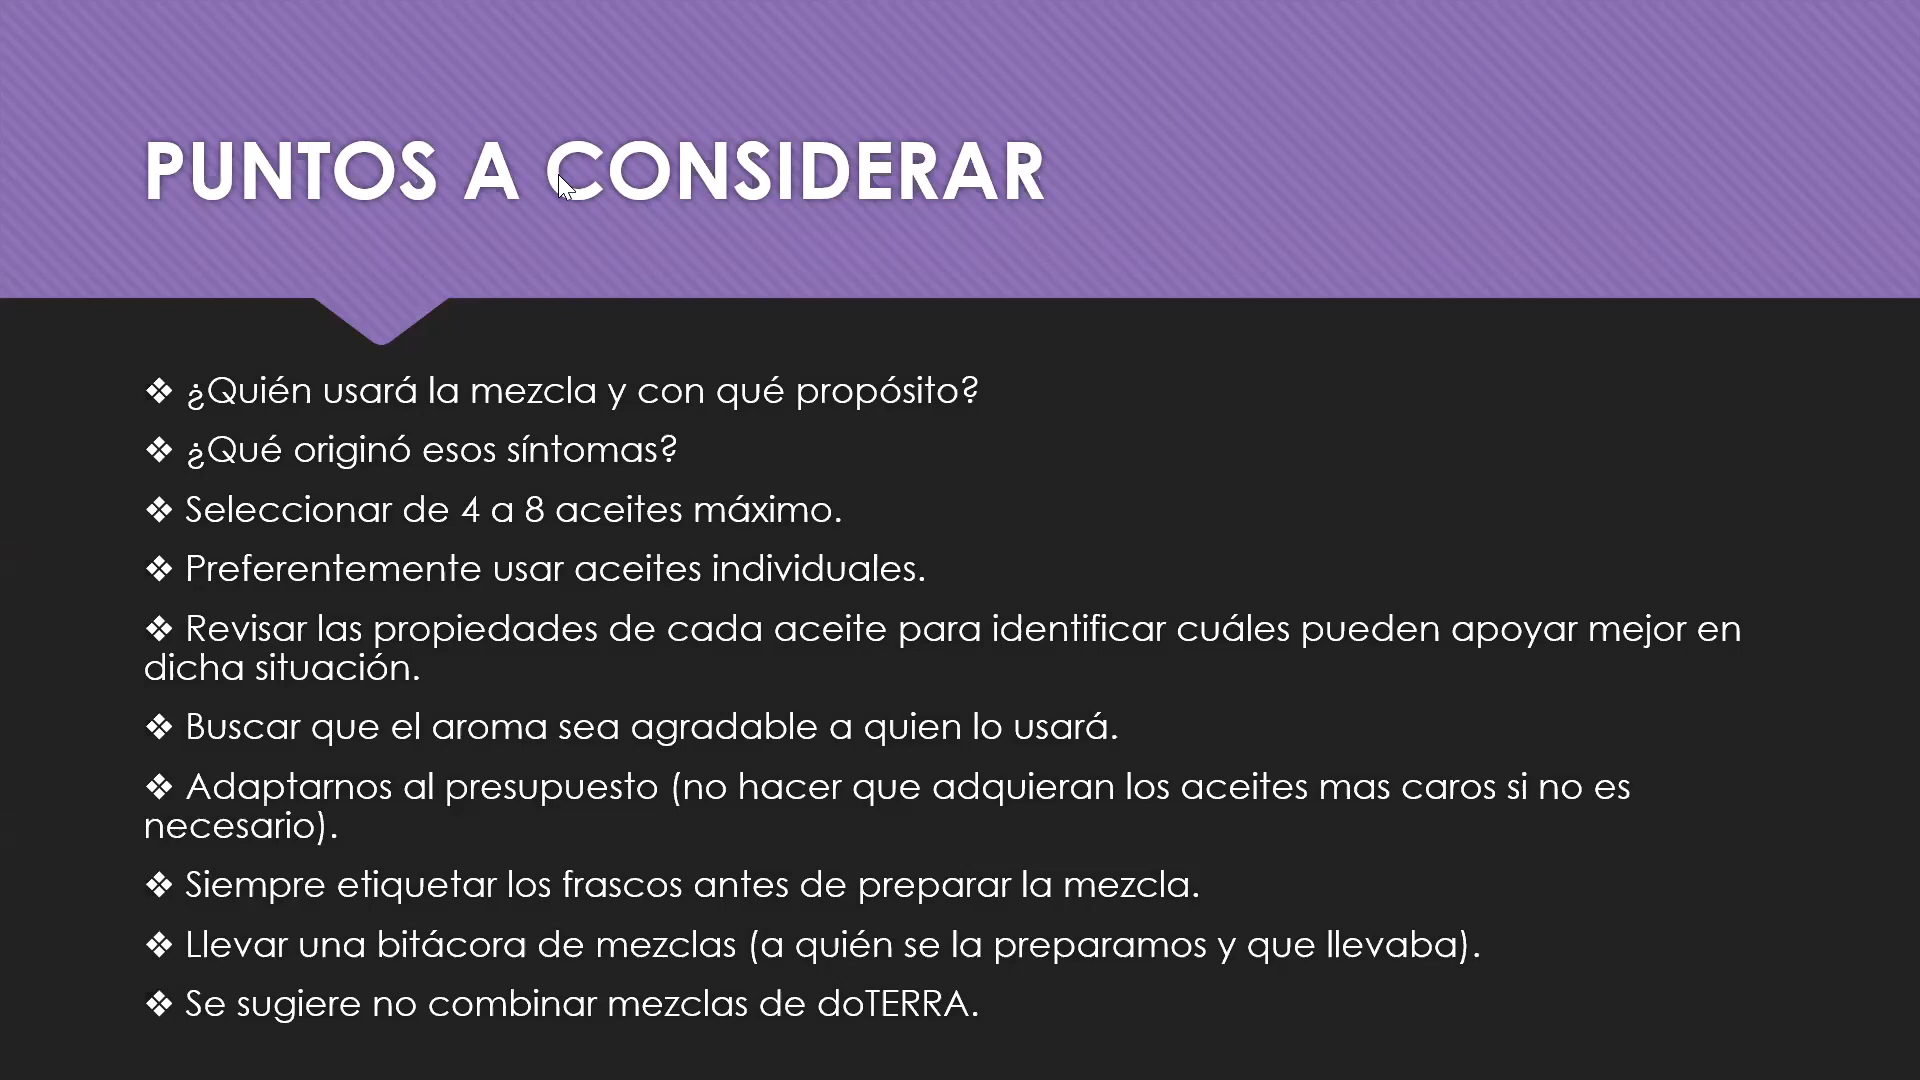 PUNTOS A CONSIDERAR
❖ ¿Quién usará la mezcla y con qué propósito?
❖ ¿Qué originó esos síntomas?
❖ Seleccionar de 4 a 8 aceites máximo.
❖ Preferentemente usar aceites individuales.
❖ Revisar las propiedades de cada aceite para identificar cuáles pueden apoyar mejor en
dicha situación.
❖ Buscar que el aroma sea agradable a quien lo usará.
❖ Adaptarnos al presupuesto (no hacer que adquieran los aceites mas caros si no es
necesario).
❖ Siempre etiquetar los frascos antes de preparar la mezcla.
❖ Llevar una bitácora de mezclas (a quién se la preparamos y que llevaba).
❖ Se sugiere no combinar mezclas de doTERRA.